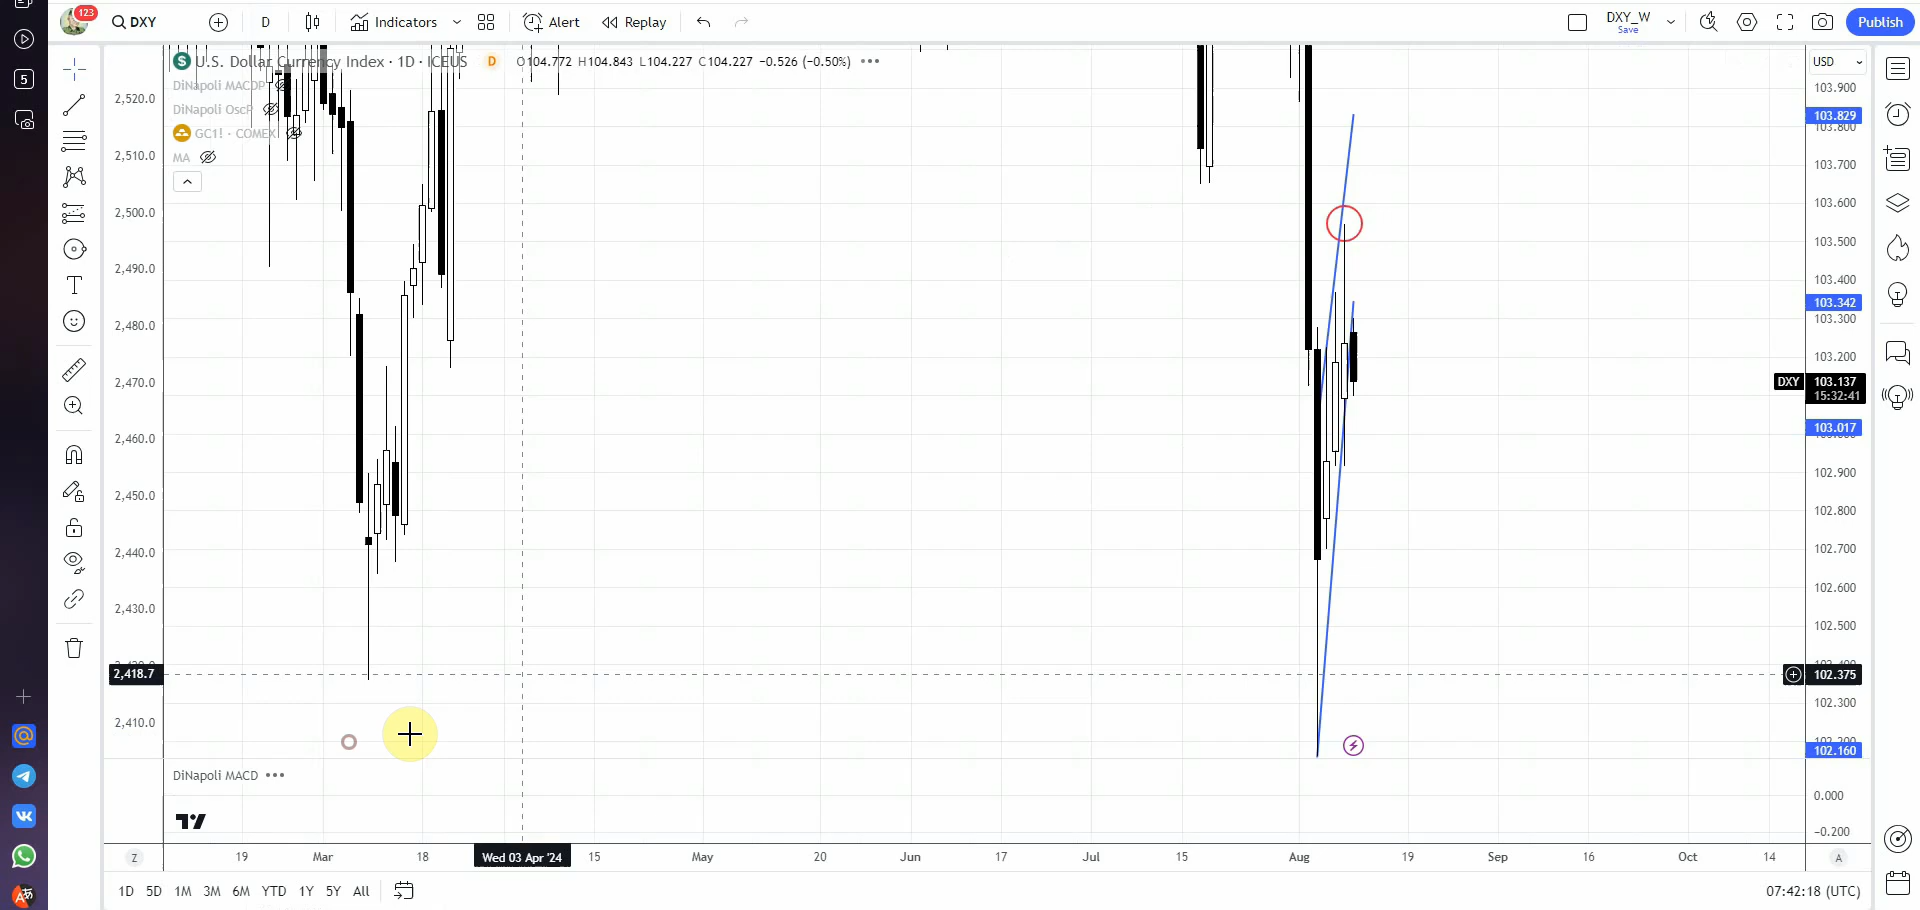 123
DXY
D
Indicators
Alert
Replay
DXY_W
Save
Publish
5
U.S. Dollar Currency Index · 1D · ICEUS
D
O104.772 H104.843 L104.227 C104.227 −0.526 (−0.50%)
USD
DiNapoli MACDP
DiNapoli OscP
GC1! · COMEX
MA
2,520.0
2,510.0
2,500.0
2,490.0
2,480.0
2,470.0
2,460.0
2,450.0
2,440.0
2,430.0
2,418.7
2,410.0
103.900
103.829
103.800
103.700
103.600
103.500
103.400
103.342
103.300
103.200
DXY 103.137
15:32:41
103.017
102.900
102.800
102.700
102.600
102.500
102.375
102.300
102.160
DiNapoli MACD
0.000
−0.200
Z
19
Mar
18
Wed 03 Apr '24
15
May
20
Jun
17
Jul
15
Aug
19
Sep
16
Oct
14
A
1D 5D 1M 3M 6M YTD 1Y 5Y All
07:42:18 (UTC)